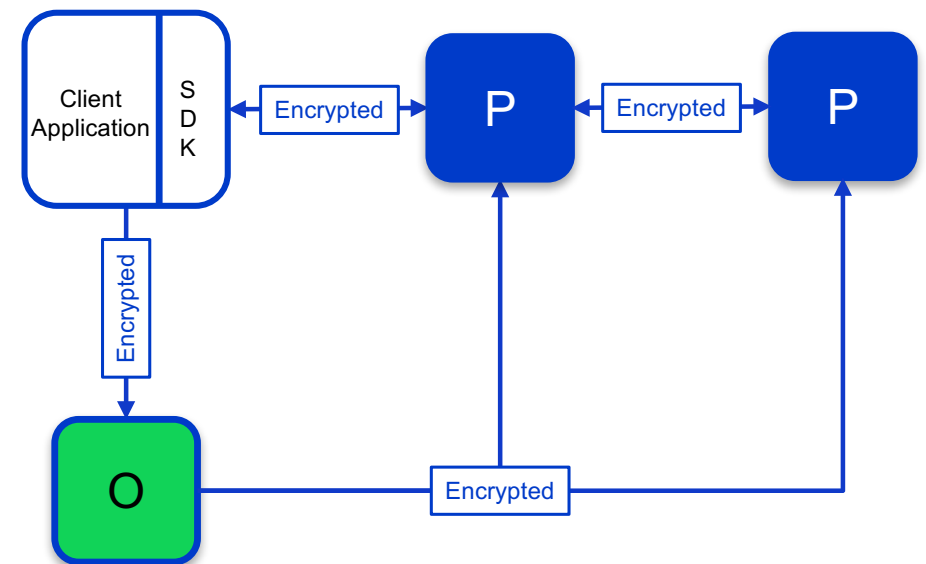 Client
Application
S
D
K
Encrypted
P
Encrypted
P
Encrypted
O
Encrypted